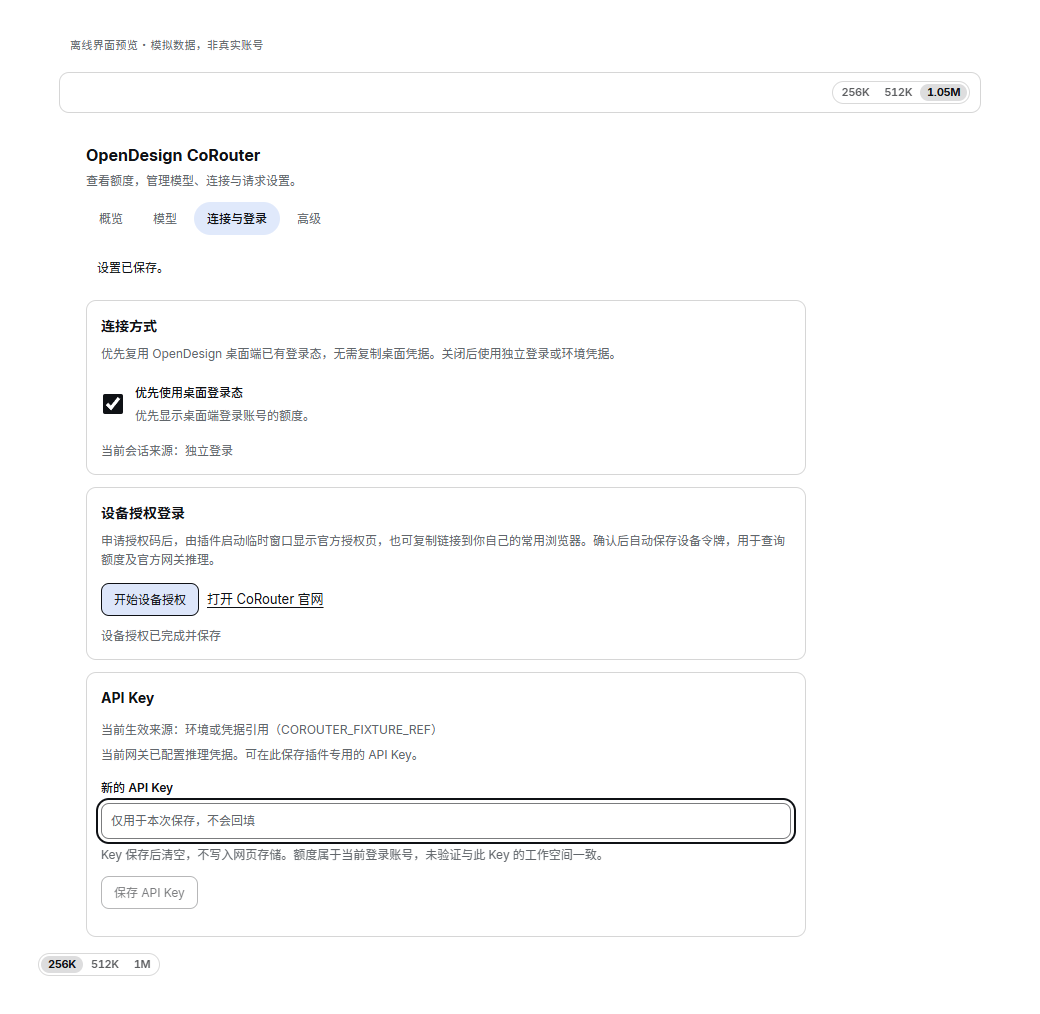 离线界面预览 · 模拟数据，非真实账号
256K 512K 1.05M
OpenDesign CoRouter
查看额度，管理模型、连接与请求设置。
概览 模型 连接与登录 高级
设置已保存。
连接方式
优先复用 OpenDesign 桌面端已有登录态，无需复制桌面凭据。关闭后使用独立登录或环境凭据。
优先使用桌面登录态
优先显示桌面端登录账号的额度。
当前会话来源：独立登录
设备授权登录
申请授权码后，由插件启动临时窗口显示官方授权页，也可复制链接到你自己的常用浏览器。确认后自动保存设备令牌，用于查询
额度及官方网关推理。
开始设备授权 打开 CoRouter 官网
设备授权已完成并保存
API Key
当前生效来源：环境或凭据引用（COROUTER_FIXTURE_REF）
当前网关已配置推理凭据。可在此保存插件专用的 API Key。
新的 API Key
仅用于本次保存，不会回填
Key 保存后清空，不写入网页存储。额度属于当前登录账号，未验证与此 Key 的工作空间一致。
保存 API Key
256K 512K 1M